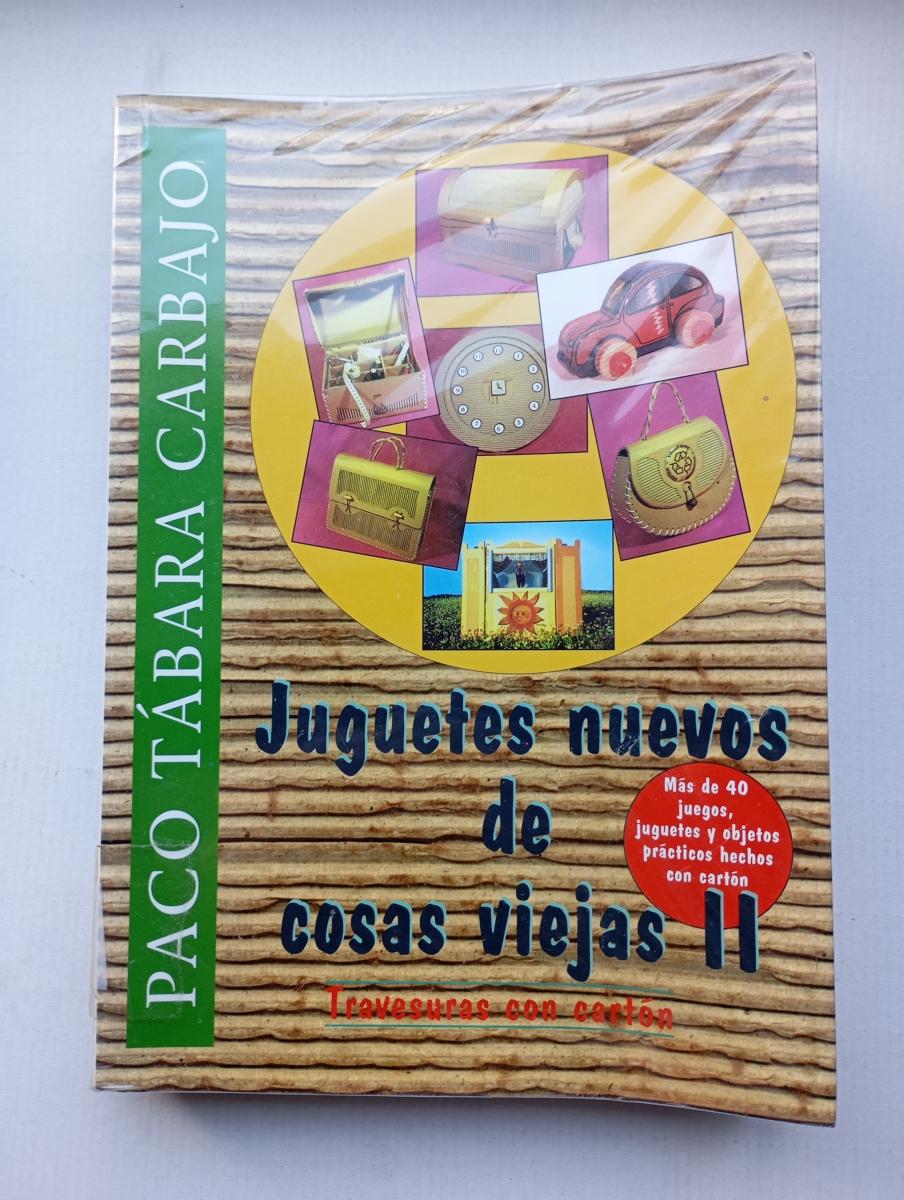 PACO TÁBARA CARBAJO
Juguetes nuevos
de
cosas viejas II
Más de 40
juegos,
juguetes y objetos
prácticos hechos
con cartón
Travesuras con cartón